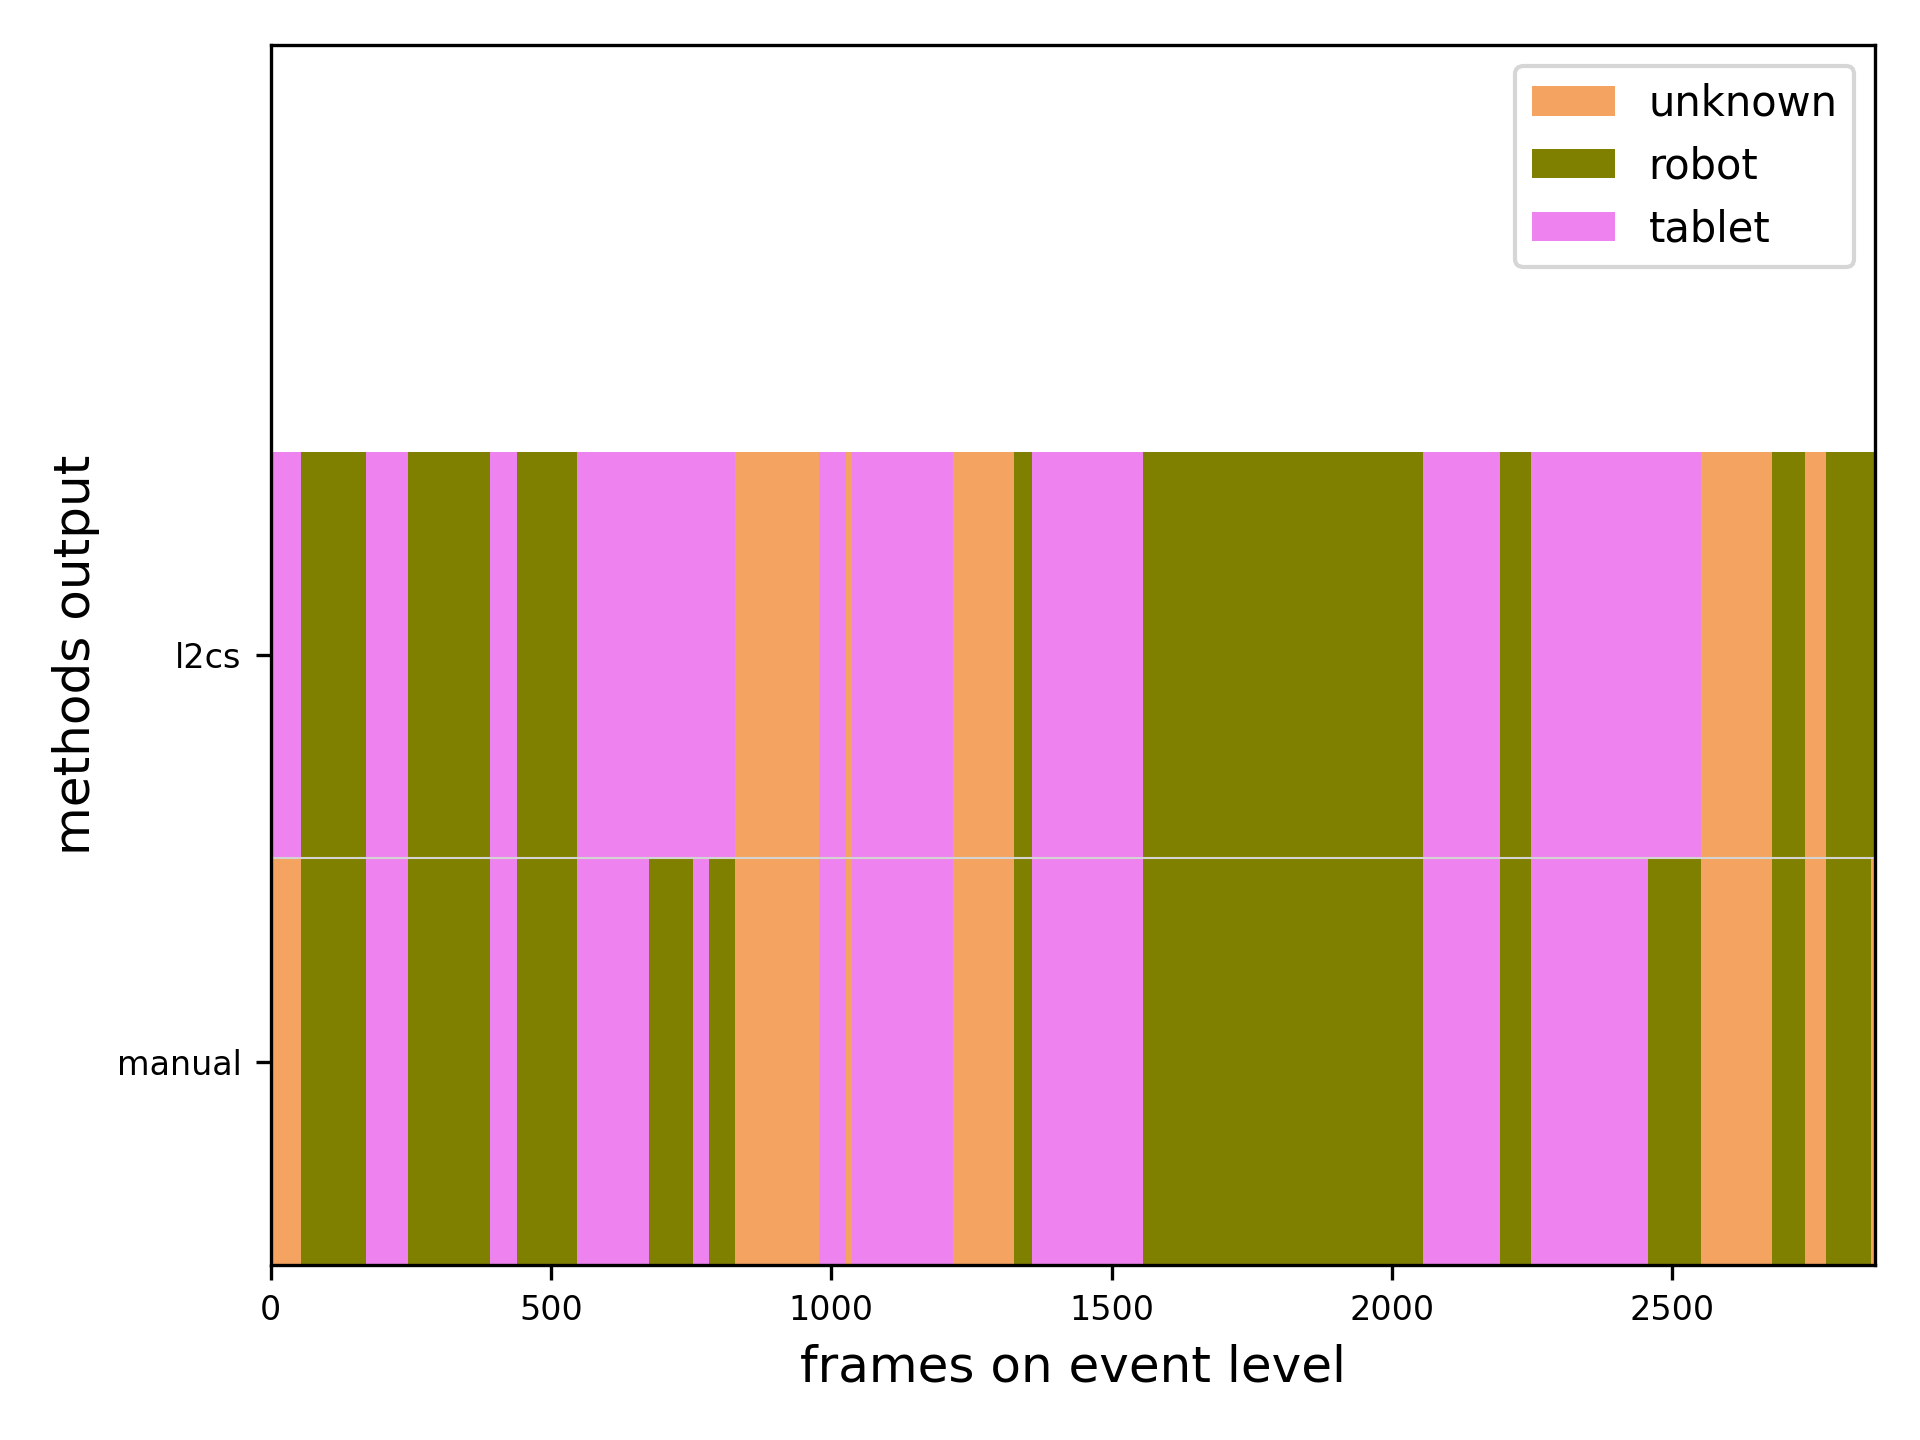 unknown
robot
tablet
methods output
l2cs
manual
0 500 1000 1500 2000 2500
frames on event level